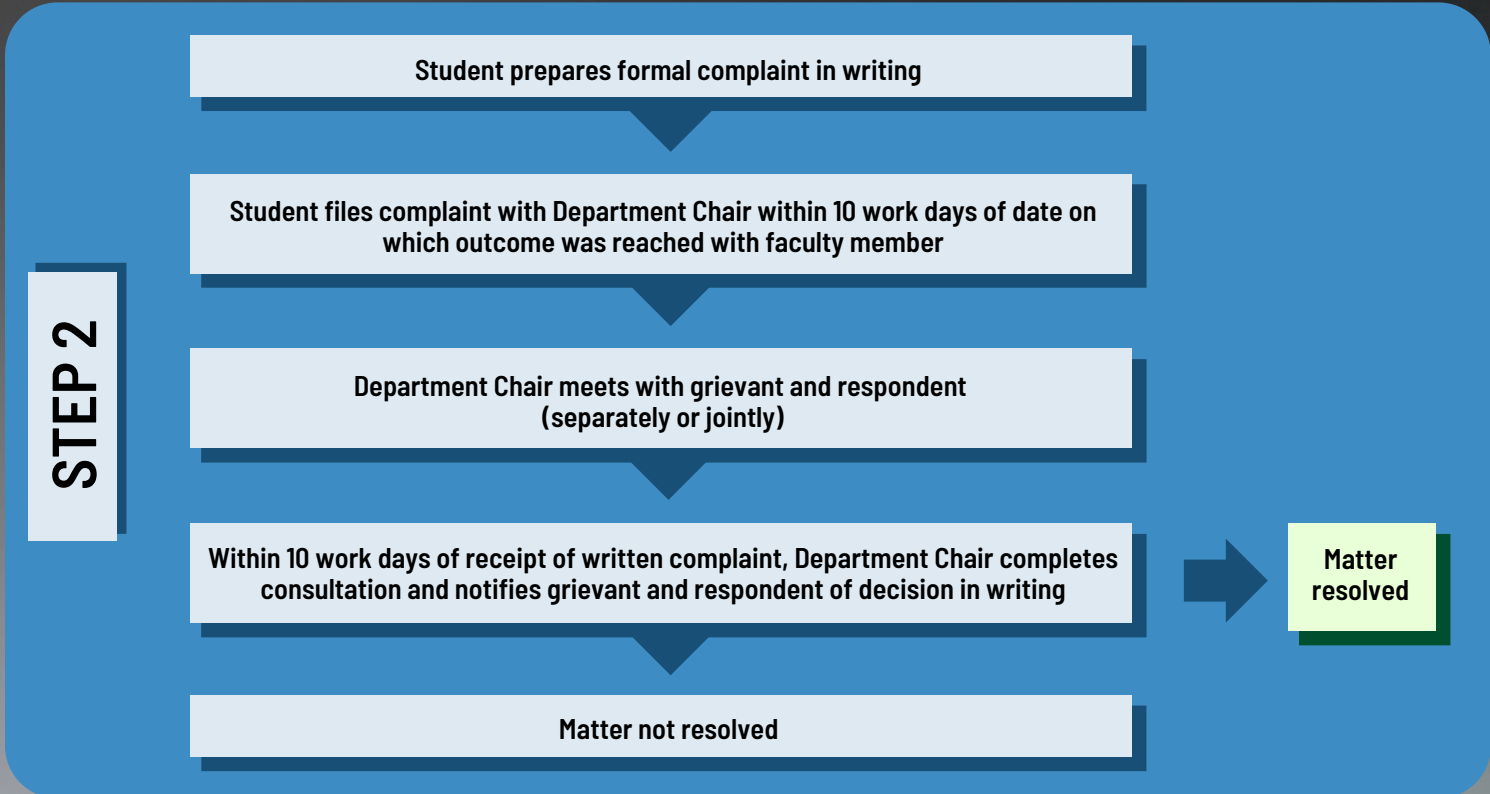 STEP 2
Student prepares formal complaint in writing
Student files complaint with Department Chair within 10 work days of date on
which outcome was reached with faculty member
Department Chair meets with grievant and respondent
(separately or jointly)
Within 10 work days of receipt of written complaint, Department Chair completes
consultation and notifies grievant and respondent of decision in writing
Matter
resolved
Matter not resolved